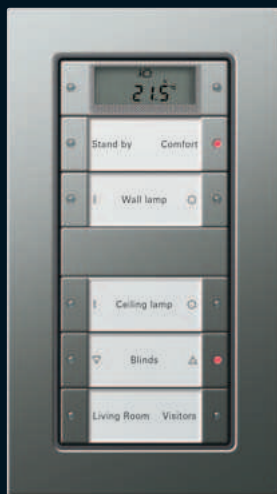 21.5°C
Stand by Comfort
I Wall lamp O
I Ceiling lamp O
▽ Blinds △
Living Room Visitors